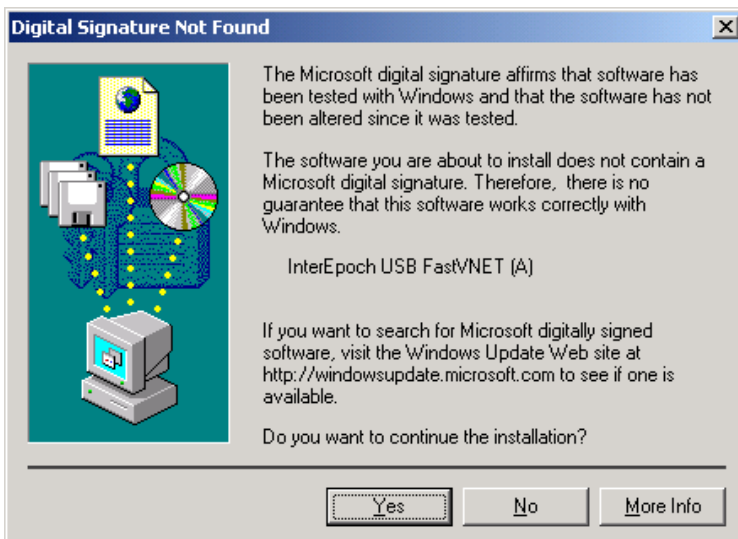 Digital Signature Not Found
The Microsoft digital signature affirms that software has
been tested with Windows and that the software has not
been altered since it was tested.
The software you are about to install does not contain a
Microsoft digital signature. Therefore,  there is no
guarantee that this software works correctly with
Windows.
InterEpoch USB FastVNET (A)
If you want to search for Microsoft digitally signed
software, visit the Windows Update Web site at
http://windowsupdate.microsoft.com to see if one is
available.
Do you want to continue the installation?
Yes No More Info